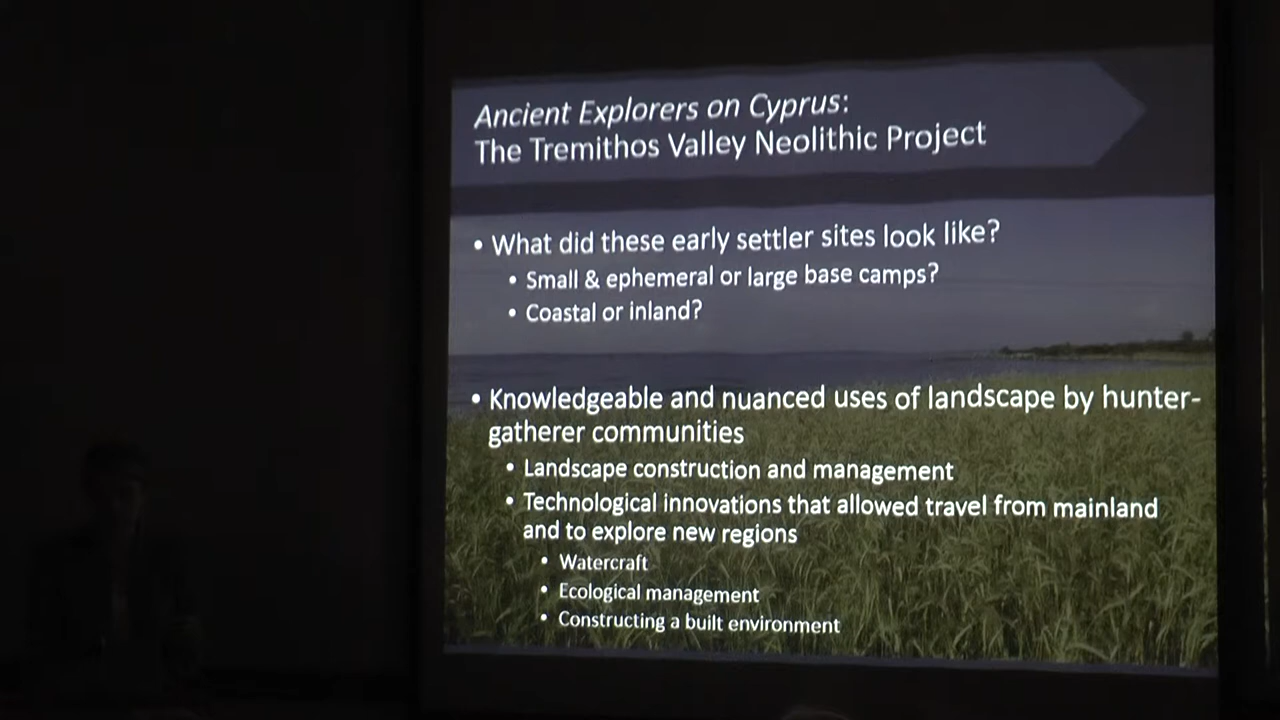 Ancient Explorers on Cyprus:
The Tremithos Valley Neolithic Project
• What did these early settler sites look like?
• Small & ephemeral or large base camps?
• Coastal or inland?
• Knowledgeable and nuanced uses of landscape by hunter-
gatherer communities
• Landscape construction and management
• Technological innovations that allowed travel from mainland
and to explore new regions
• Watercraft
• Ecological management
• Constructing a built environment